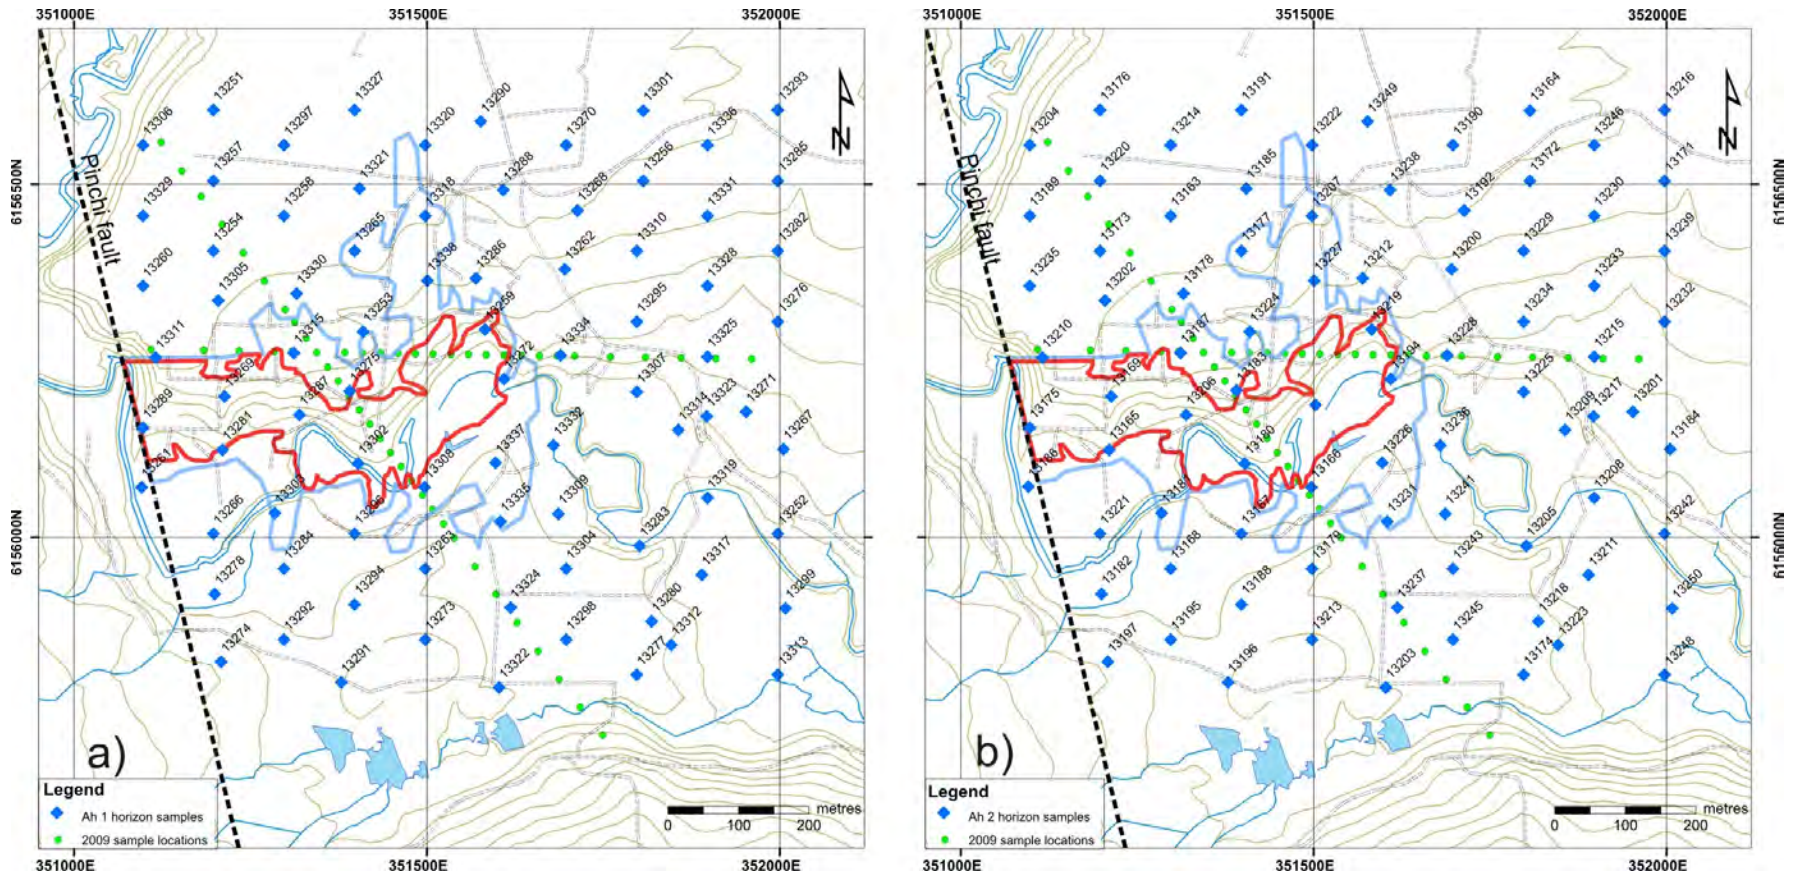 351000E 351500E 352000E
351000E 351500E 352000E
13251 13327 13290 13301 13293
13306 13297 13320 13270 13336
13257 13321 13288 13256 13285
13329 13258 13318 13268 13331
13254 13265 13262 13310 13282
13260 13305 13330 13338 13286 13328
13253 13259 13295 13276
13311 13315 13334 13325
13269 13275 13272 13307
13289 13287 13314 13323 13271
13281 13302 13337 13332 13267
13261 13303 13308 13319
13266 13296 13335 13309 13252
13284 13263 13304 13283 13317
13278 13294 13324 13280 13299
13292 13273 13298 13312
13274 13291 13322 13277 13313
Pinchi fault
6156500N
6156000N
N
a)
Legend
Ah 1 horizon samples
2009 sample locations
metres
0 100 200
351000E 351500E 352000E
13176 13191 13249 13164 13216
13204 13214 13222 13190 13246
13220 13185 13238 13172 13171
13189 13163 13207 13192 13230
13173 13177 13200 13229 13239
13235 13202 13178 13227 13212 13233
13224 13219 13234 13232
13210 13187 13228 13215
13169 13183 13194 13225
13175 13206 13209 13217 13201
13165 13180 13226 13236 13184
13166 13208
13221 13167 13231 13241 13242
13168 13179 13243 13205 13211
13182 13188 13237 13218 13250
13195 13213 13245 13223
13197 13196 13203 13174 13248
Pinchi fault
6156500N
6156000N
N
b)
Legend
Ah 2 horizon samples
2009 sample locations
metres
0 100 200
351000E 351500E 352000E